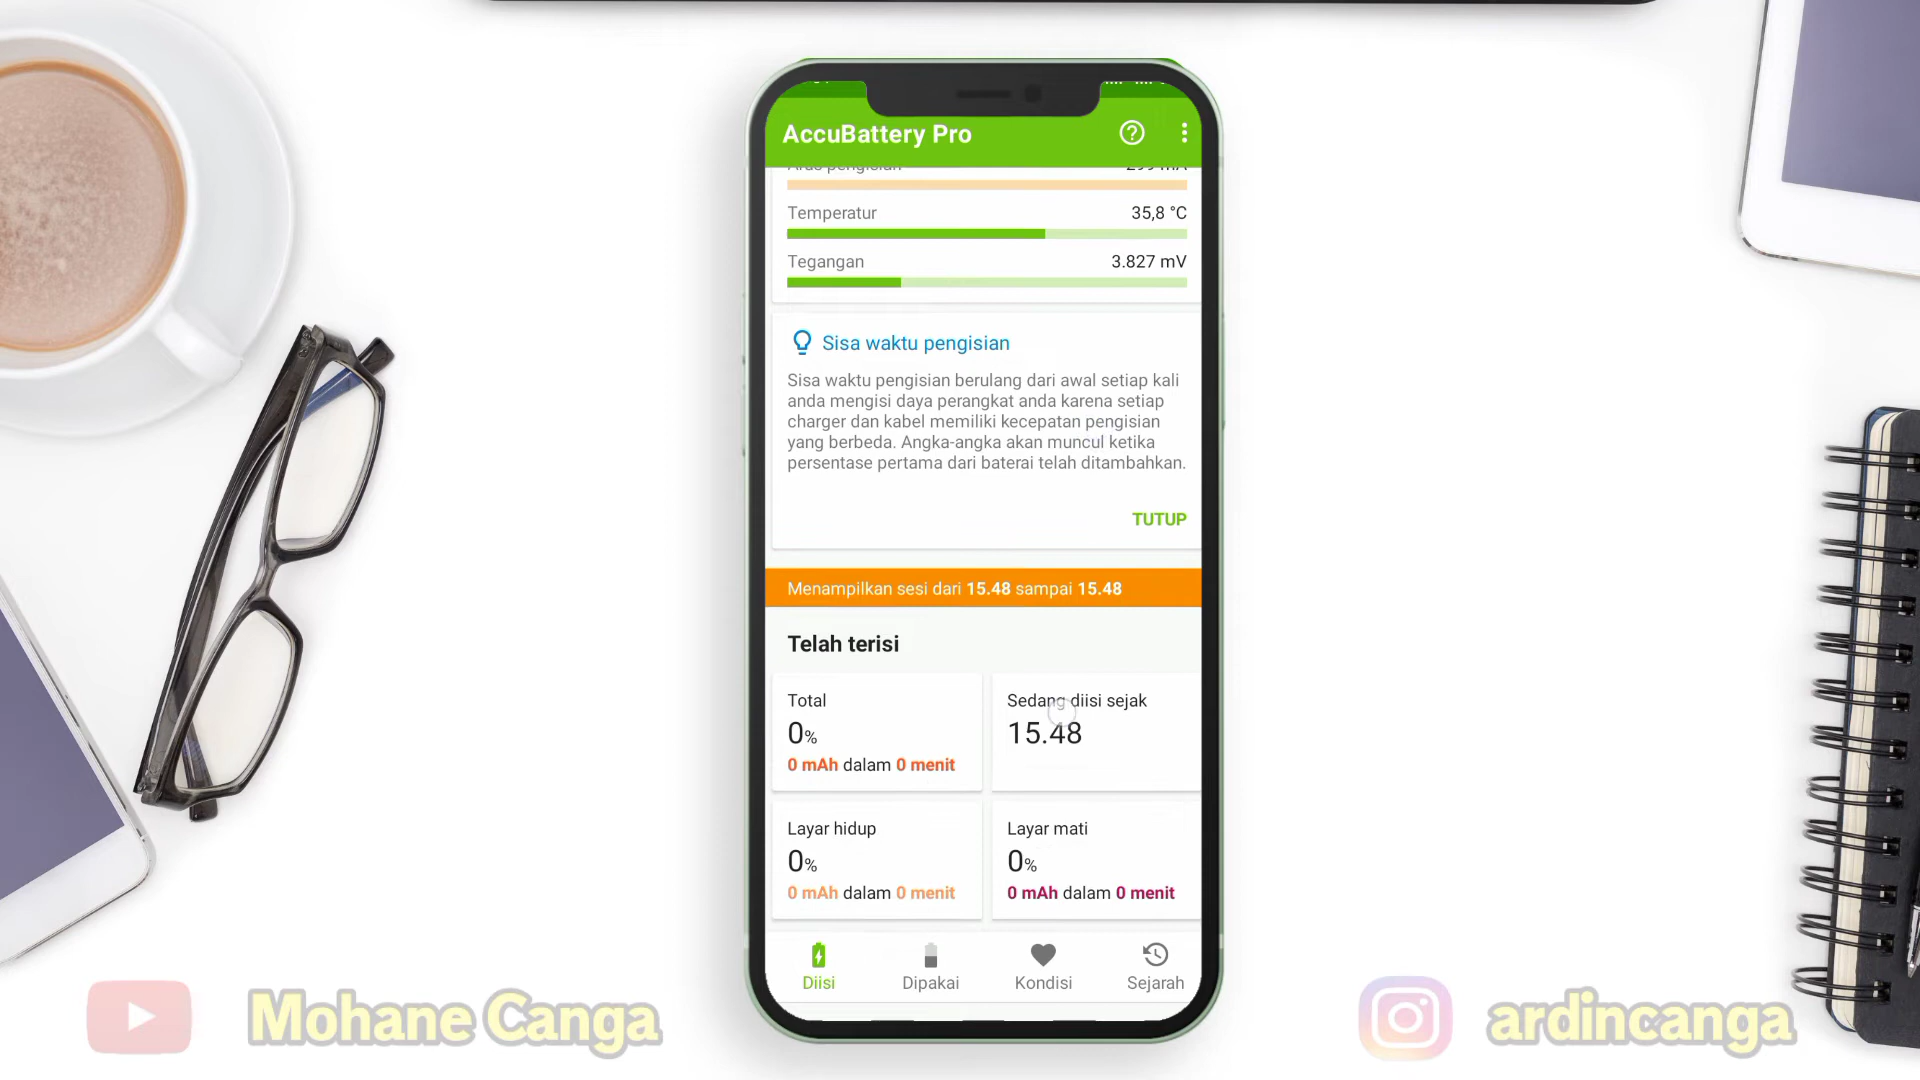 AccuBattery Pro
Temperatur 35,8 °C
Tegangan 3.827 mV
Sisa waktu pengisian
Sisa waktu pengisian berulang dari awal setiap kali
anda mengisi daya perangkat anda karena setiap
charger dan kabel memiliki kecepatan pengisian
yang berbeda. Angka-angka akan muncul ketika
persentase pertama dari baterai telah ditambahkan.
TUTUP
Menampilkan sesi dari 15.48 sampai 15.48
Telah terisi
Total
0%
0 mAh dalam 0 menit
Sedang diisi sejak
15.48
Layar hidup
0%
0 mAh dalam 0 menit
Layar mati
0%
0 mAh dalam 0 menit
Diisi Dipakai Kondisi Sejarah
Mohane Canga
ardincanga